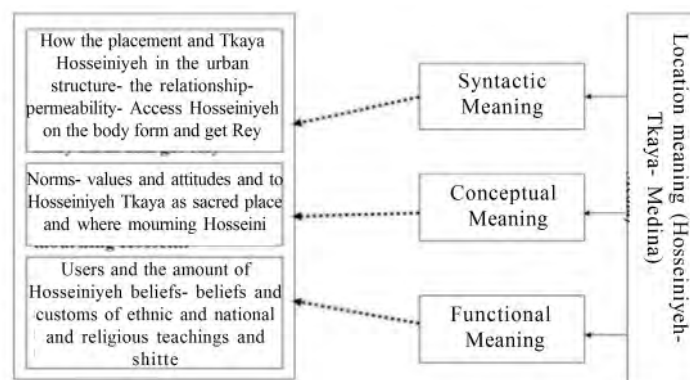 How the placement and Tkaya
Hosseiniyeh in the urban
structure- the relationship-
permeability- Access Hosseiniyeh
on the body form and get Rey
Norms- values and attitudes and to
Hosseiniyeh Tkaya as sacred place
and where mourning Hosseini
Users and the amount of
Hosseiniyeh beliefs- beliefs and
customs of ethnic and national
and religious teachings and
shitte
Syntactic
Meaning
Conceptual
Meaning
Functional
Meaning
Location meaning (Hosseiniyeh-
Tkaya- Medina)